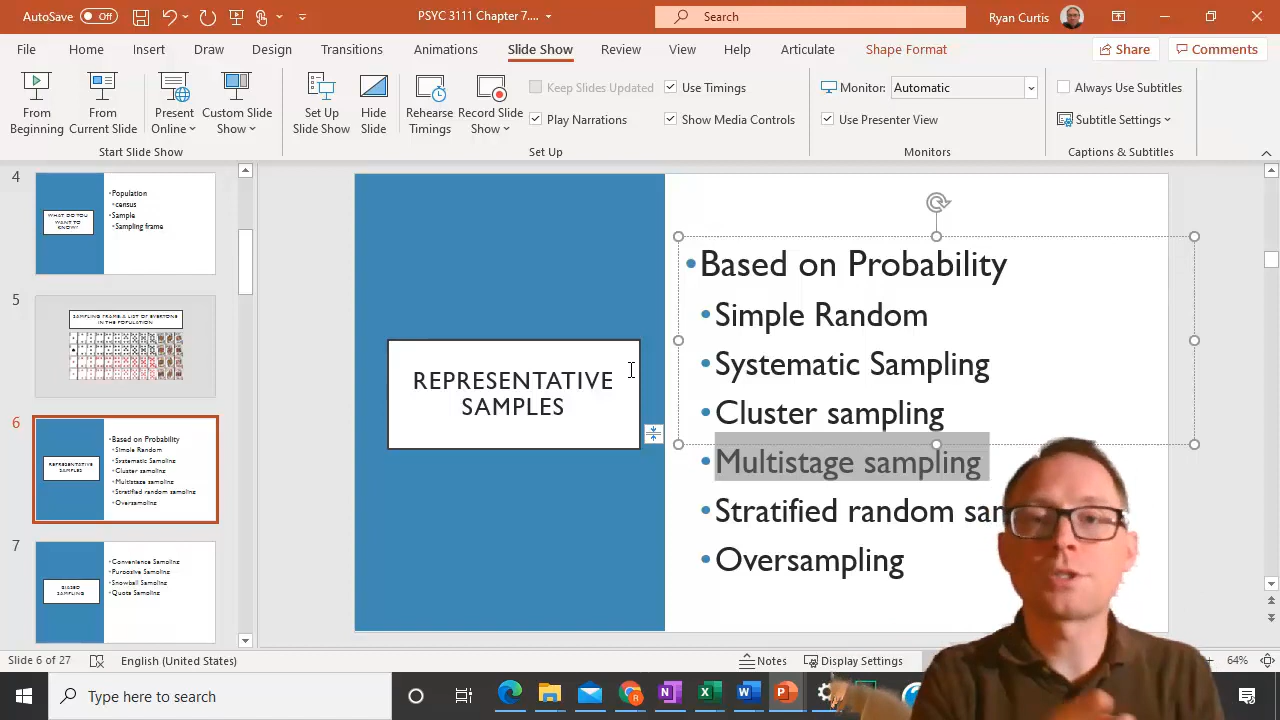 AutoSave Off
PSYC 3111 Chapter 7....
Search
Ryan Curtis
File Home Insert Draw Design Transitions Animations Slide Show Review View Help Articulate Shape Format Share Comments
From Beginning
From Current Slide
Present Online
Custom Slide Show
Set Up Slide Show
Hide Slide
Rehearse Timings
Record Slide Show
Keep Slides Updated
Play Narrations
Use Timings
Show Media Controls
Monitor: Automatic
Use Presenter View
Always Use Subtitles
Subtitle Settings
Start Slide Show
Set Up
Monitors
Captions & Subtitles
4
WHAT DO YOU
WANT TO
KNOW?
•Population
•census
•Sample
•Sampling frame
5
SAMPLING FRAME: A LIST OF EVERYONE
IN THE POPULATION
6
REPRESENTATIVE
SAMPLES
•Based on Probability
•Simple Random
•Systematic Sampling
•Cluster sampling
•Multistage sampling
•Stratified random sampling
•Oversampling
7
BIASED
SAMPLING
•Convenience Sampling
•Purposive Sampling
•Snowball Sampling
•Quota Sampling
REPRESENTATIVE
SAMPLES
•Based on Probability
•Simple Random
•Systematic Sampling
•Cluster sampling
•Multistage sampling
•Stratified random sam
•Oversampling
Slide 6 of 27 English (United States) Notes Display Settings 64%
Type here to search